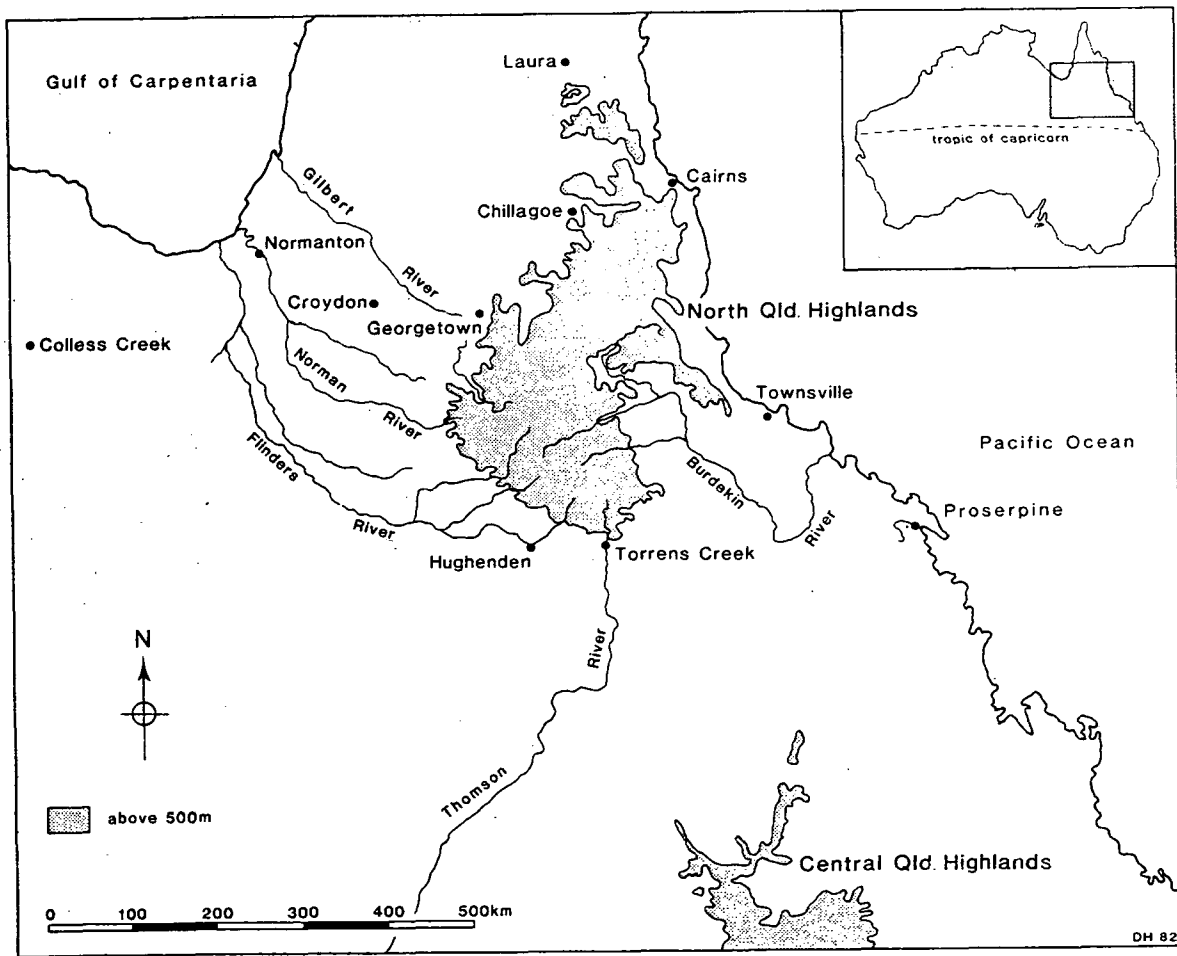 Laura
Gulf of Carpentaria
tropic of capricorn
Cairns
Gilbert River
Chillagoe
Normanton
Croydon
Georgetown
North Qld. Highlands
Colless Creek
Norman River
Townsville
Pacific Ocean
Flinders River
Burdekin River
Proserpine
Hughenden
Torrens Creek
N
Thomson River
above 500m
Central Qld. Highlands
0 100 200 300 400 500km
DH 82